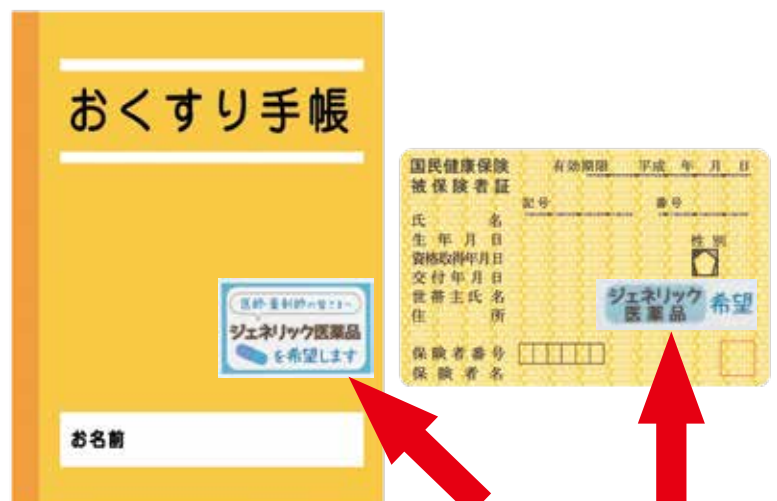 おくすり手帳
医師・薬剤師の皆さまへ
ジェネリック医薬品
を希望します
お名前
国民健康保険
被保険者証
有効期限 平成 年 月 日
記号 番号
氏 名
生年月日
性別
資格取得年月日
交付年月日
世帯主氏名
住 所
ジェネリック
医薬品
希望
保険者番号
保険者名